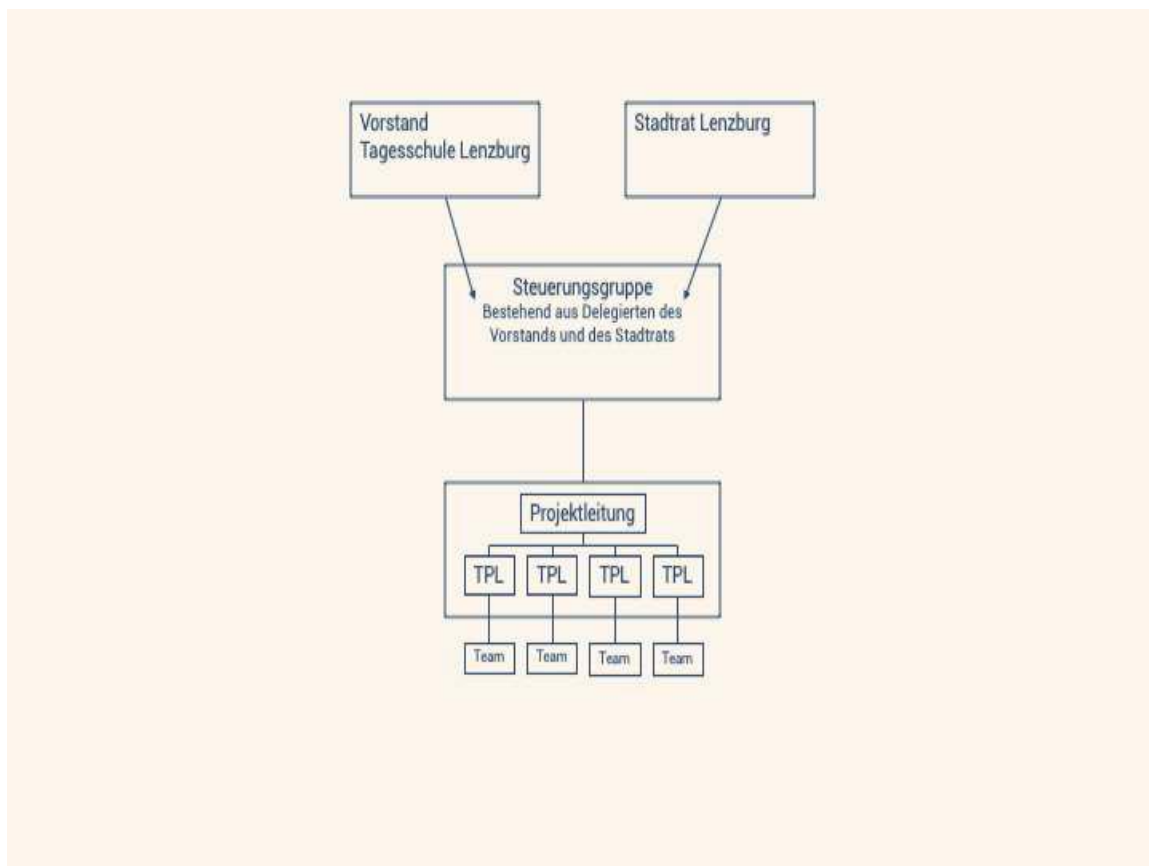 Vorstand
Tagesschule Lenzburg
Stadtrat Lenzburg
Steuerungsgruppe
Bestehend aus Delegierten des
Vorstands und des Stadtrats
Projektleitung
TPL TPL TPL TPL
Team Team Team Team